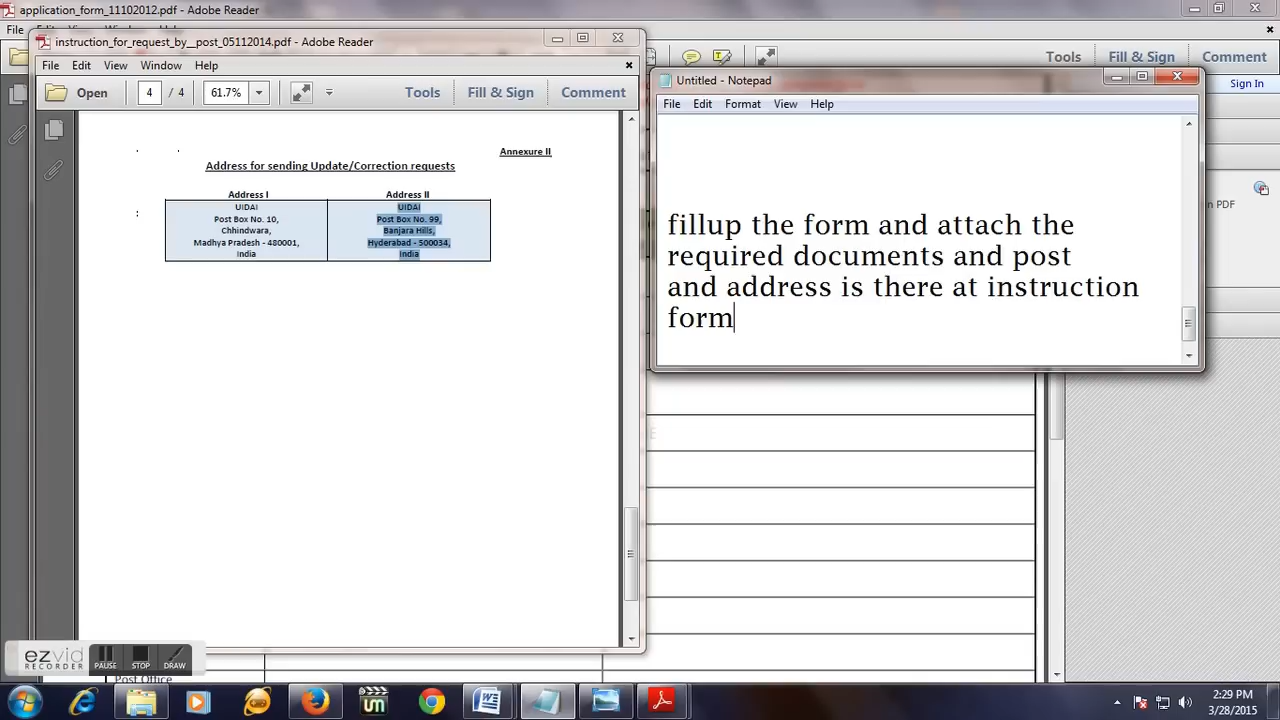 application_form_11102012.pdf - Adobe Reader
File
instruction_for_request_by__post_05112014.pdf - Adobe Reader
File Edit View Window Help
Open 4 / 4 61.7% Tools Fill & Sign Comment
Tools Fill & Sign Comment
Sign In
PDF
Annexure II
Address for sending Update/Correction requests
Address I
UIDAI
Post Box No. 10,
Chhindwara,
Madhya Pradesh - 480001,
India
Address II
UIDAI
Post Box No. 99,
Banjara Hills,
Hyderabad - 500034,
India
Untitled - Notepad
File Edit Format View Help
fillup the form and attach the
required documents and post
and address is there at instruction
form
Post Office
ezvid
RECORDER
PAUSE STOP DRAW
2:29 PM
3/28/2015